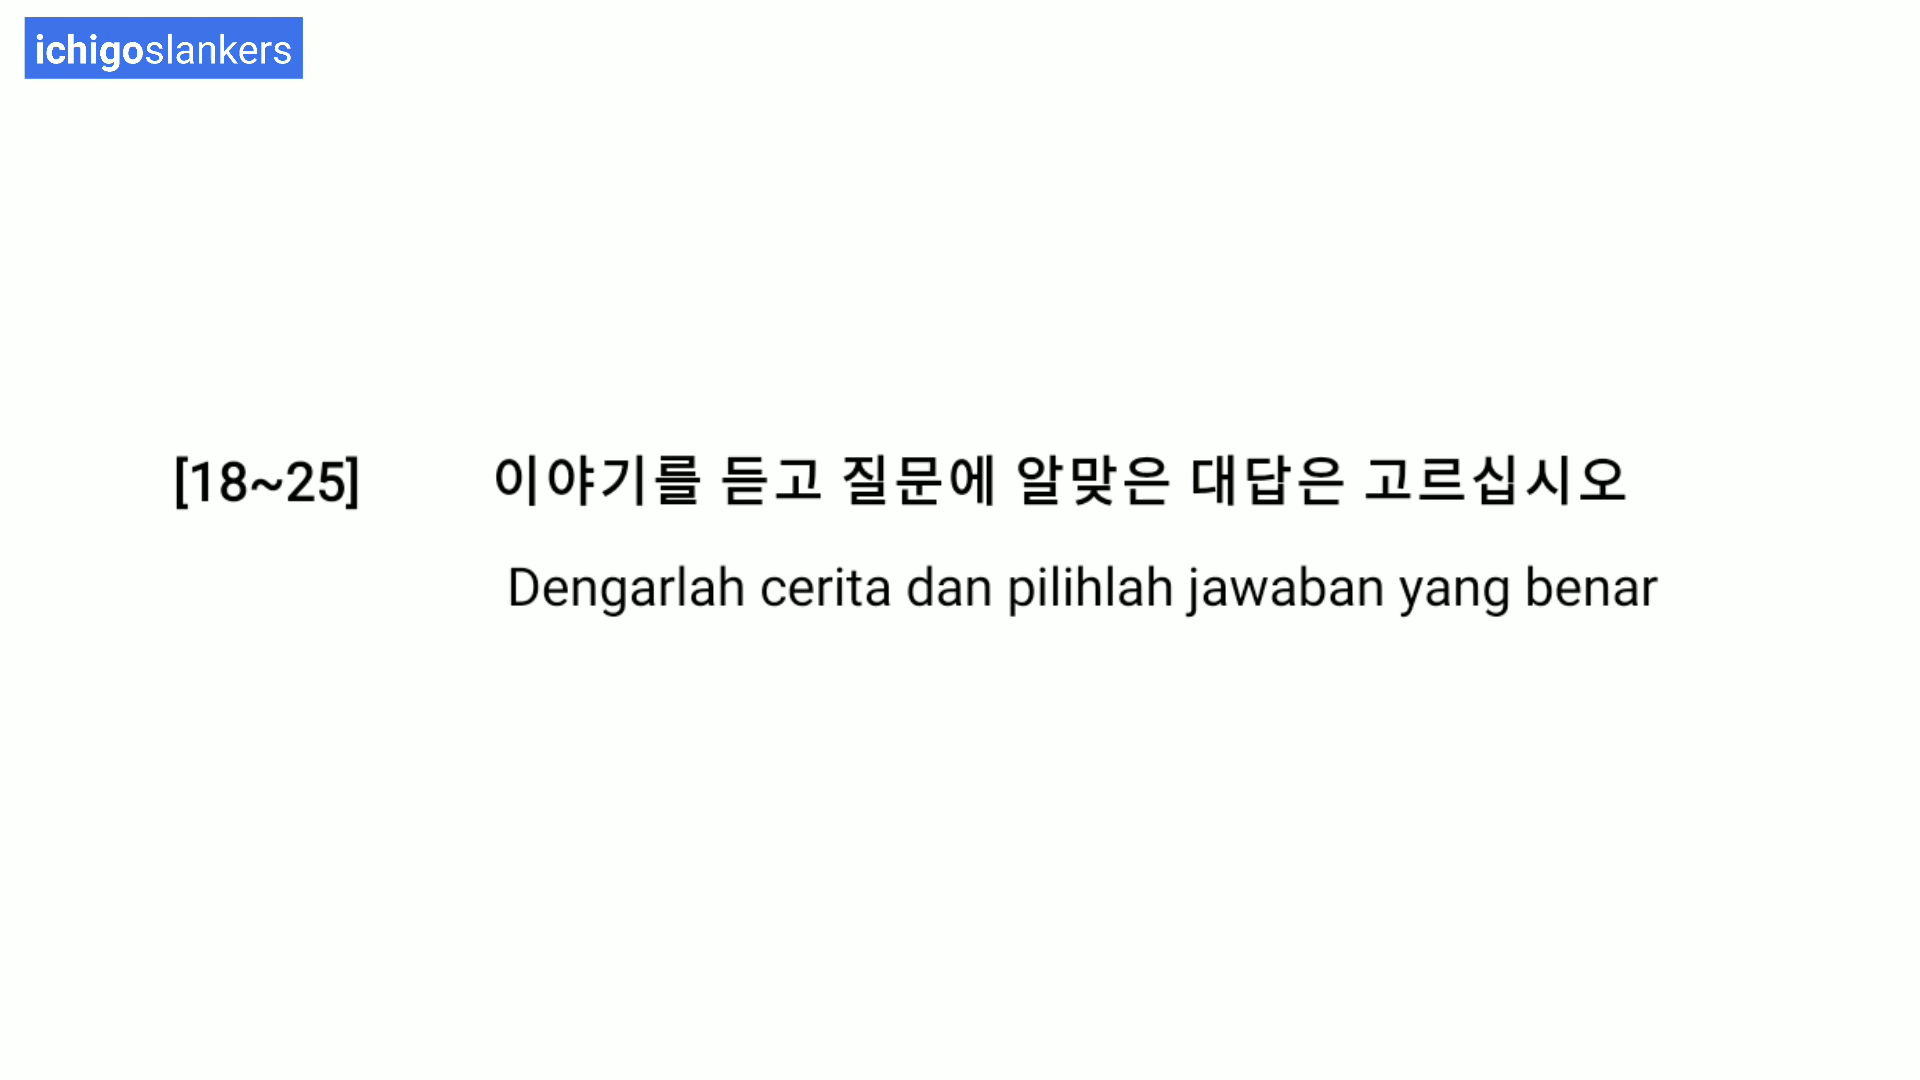 ichigoslankers
[18~25] 이야기를 듣고 질문에 알맞은 대답은 고르십시오
Dengarlah cerita dan pilihlah jawaban yang benar